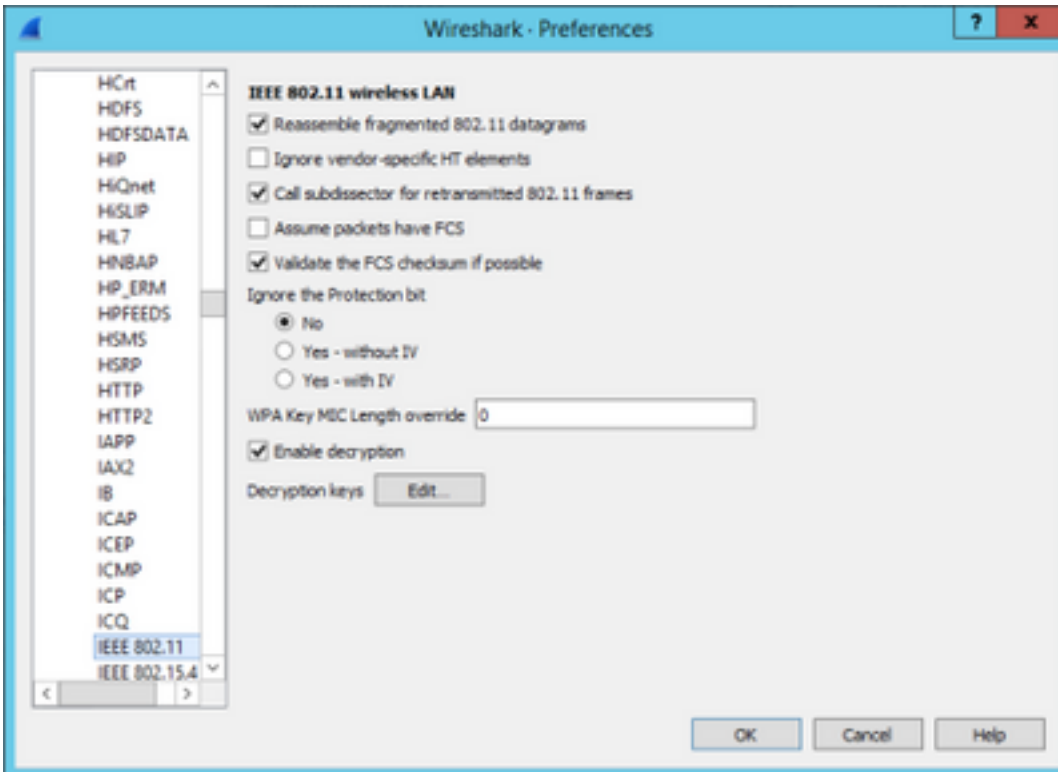 Wireshark · Preferences
?
x
HCrt
HDFS
HDFSDATA
HIP
HiQnet
HiSLIP
HL7
HNBAP
HP_ERM
HPFEEDS
HSMS
HSRP
HTTP
HTTP2
IAPP
IAX2
IB
ICAP
ICEP
ICMP
ICP
ICQ
IEEE 802.11
IEEE 802.15.4
IEEE 802.11 wireless LAN
Reassemble fragmented 802.11 datagrams
Ignore vendor-specific HT elements
Call subdissector for retransmitted 802.11 frames
Assume packets have FCS
Validate the FCS checksum if possible
Ignore the Protection bit
No
Yes - without IV
Yes - with IV
WPA Key MIC Length override 0
Enable decryption
Decryption keys Edit...
OK Cancel Help